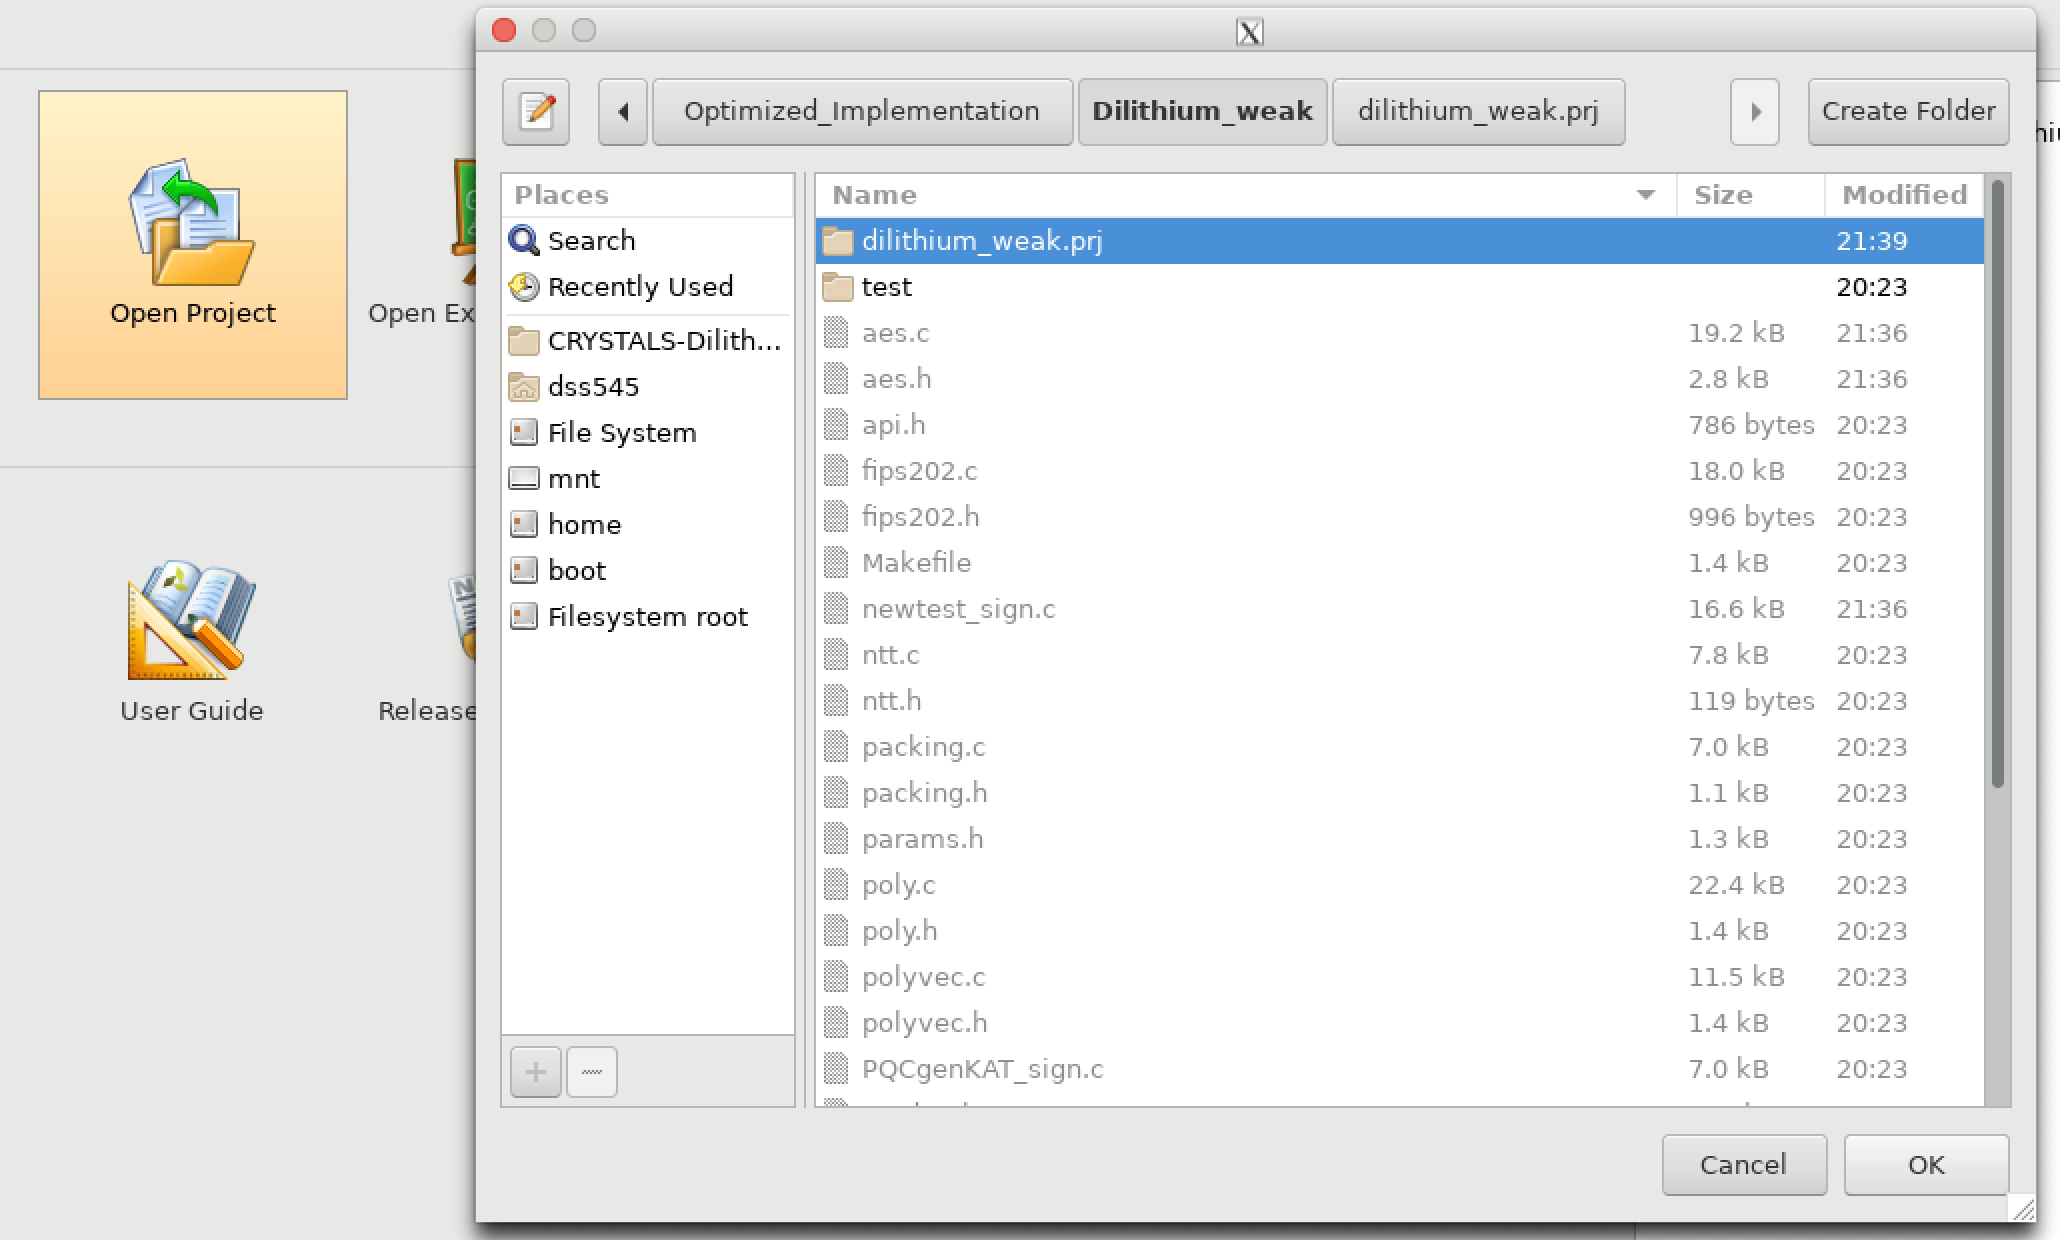 Open Project
Open Ex
User Guide
Release
Optimized_Implementation
Dilithium_weak
dilithium_weak.prj
Create Folder
Places
Search
Recently Used
CRYSTALS-Dilith...
dss545
File System
mnt
home
boot
Filesystem root
Name Size Modified
dilithium_weak.prj 21:39
test 20:23
aes.c 19.2 kB 21:36
aes.h 2.8 kB 21:36
api.h 786 bytes 20:23
fips202.c 18.0 kB 20:23
fips202.h 996 bytes 20:23
Makefile 1.4 kB 20:23
newtest_sign.c 16.6 kB 21:36
ntt.c 7.8 kB 20:23
ntt.h 119 bytes 20:23
packing.c 7.0 kB 20:23
packing.h 1.1 kB 20:23
params.h 1.3 kB 20:23
poly.c 22.4 kB 20:23
poly.h 1.4 kB 20:23
polyvec.c 11.5 kB 20:23
polyvec.h 1.4 kB 20:23
PQCgenKAT_sign.c 7.0 kB 20:23
Cancel
OK